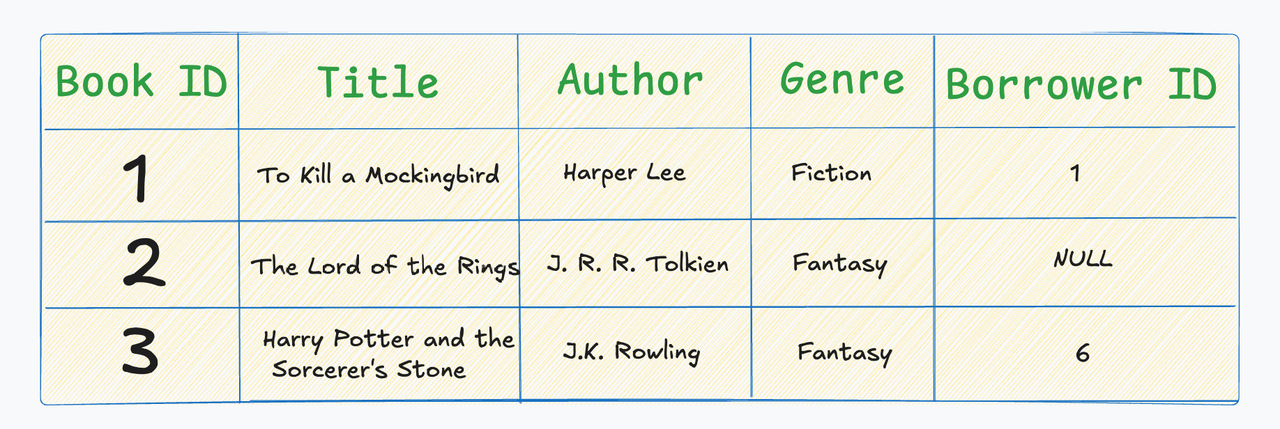 Book ID Title Author Genre Borrower ID
1 To Kill a Mockingbird Harper Lee Fiction 1
2 The Lord of the Rings J. R. R. Tolkien Fantasy NULL
3 Harry Potter and the
Sorcerer's Stone J.K. Rowling Fantasy 6